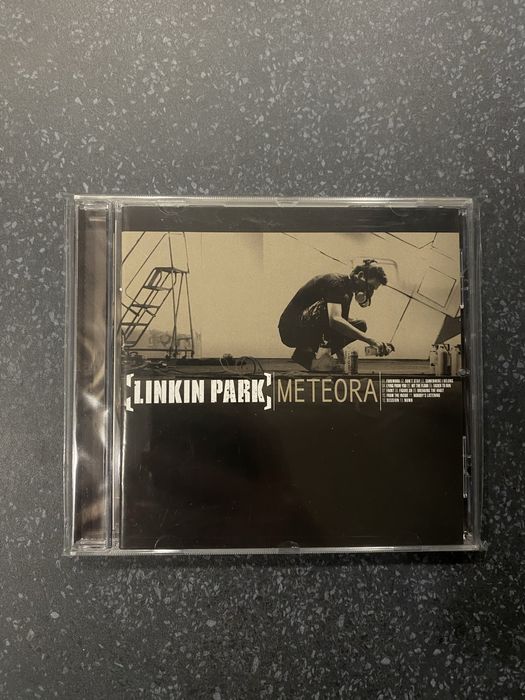 [LINKIN PARK] METEORA
FOREWORD DON'T STAY SOMEWHERE I BELONG
LYING FROM YOU HIT THE FLOOR EASIER TO RUN
FAINT FIGURE.09 BREAKING THE HABIT
FROM THE INSIDE NOBODY'S LISTENING
SESSION NUMB